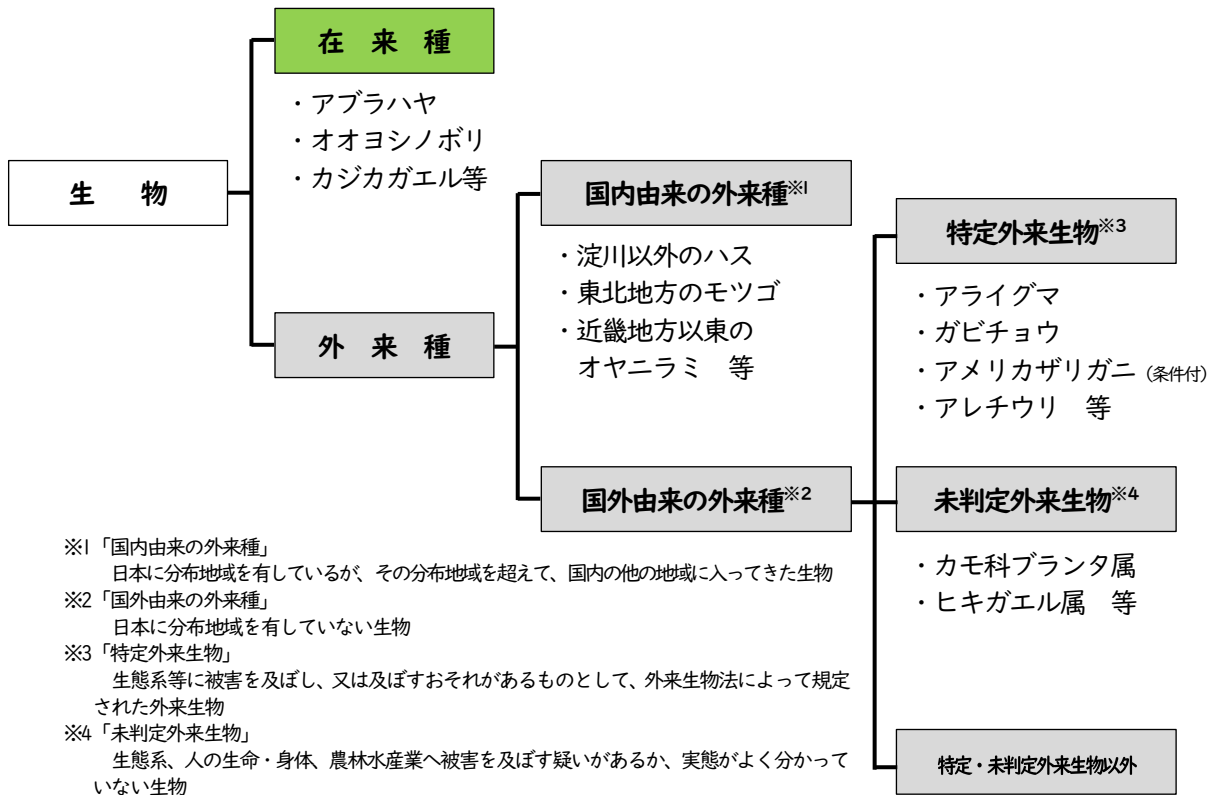 在 来 種
・アブラハヤ
・オオヨシノボリ
・カジカガエル等
生 物
外 来 種
国内由来の外来種※1
・淀川以外のハス
・東北地方のモツゴ
・近畿地方以東の
オヤニラミ 等
国外由来の外来種※2
特定外来生物※3
・アライグマ
・ガビチョウ
・アメリカザリガニ（条件付）
・アレチウリ 等
未判定外来生物※4
・カモ科ブランタ属
・ヒキガエル属 等
特定・未判定外来生物以外
※1「国内由来の外来種」
日本に分布地域を有しているが、その分布地域を超えて、国内の他の地域に入ってきた生物
※2「国外由来の外来種」
日本に分布地域を有していない生物
※3「特定外来生物」
生態系等に被害を及ぼし、又は及ぼすおそれがあるものとして、外来生物法によって規定
された外来生物
※4「未判定外来生物」
生態系、人の生命・身体、農林水産業へ被害を及ぼす疑いがあるか、実態がよく分かって
いない生物